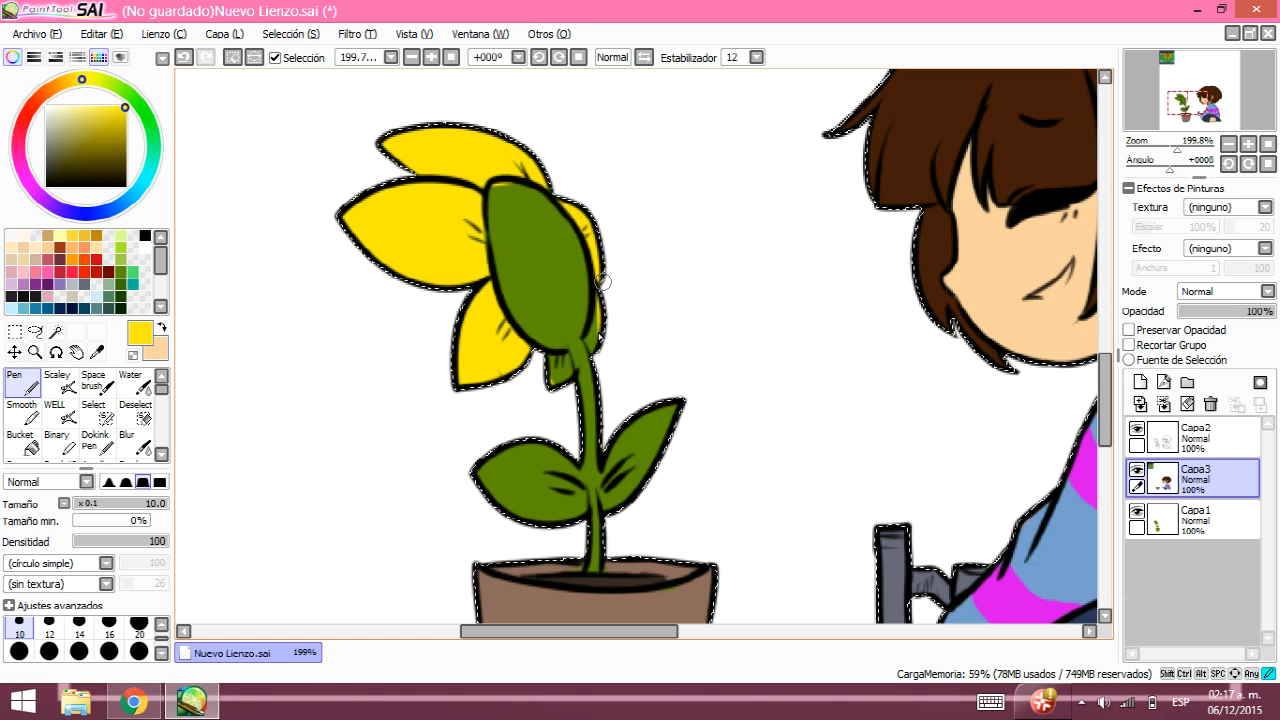 PaintTool SAI (No guardado)Nuevo Lienzo.sai (*)
Archivo (F) Editar (E) Lienzo (C) Capa (L) Selección (S) Filtro (T) Vista (V) Ventana (W) Otros (O)
Selección 199.7... +000º Normal Estabilizador 12
Zoom 199.8%
Ángulo +000ß
Efectos de Pinturas
Textura (ninguno)
Escalar 100% 20
Efecto (ninguno)
Anchura 1 100
Modo Normal
Opacidad 100%
Preservar Opacidad
Recortar Grupo
Fuente de Selección
Pen Scaley Space brush Water
Smooth WELL Select Deselect
Bucket Binary Dokink Pen Blur
Normal
Tamaño x 0.1 10.0
Tamaño min. 0%
Densitidad 100
(círculo simple) 100
(sin textura) 26
Ajustes avanzados
10 12 14 16 20
Capa2
Normal
100%
Capa3
Normal
100%
Capa1
Normal
100%
Nuevo Lienzo.sai 199%
CargaMemoria: 59% (78MB usados / 749MB reservados) Shift Ctrl Alt SPC Any
ESP 02:17 a. m.
06/12/2015